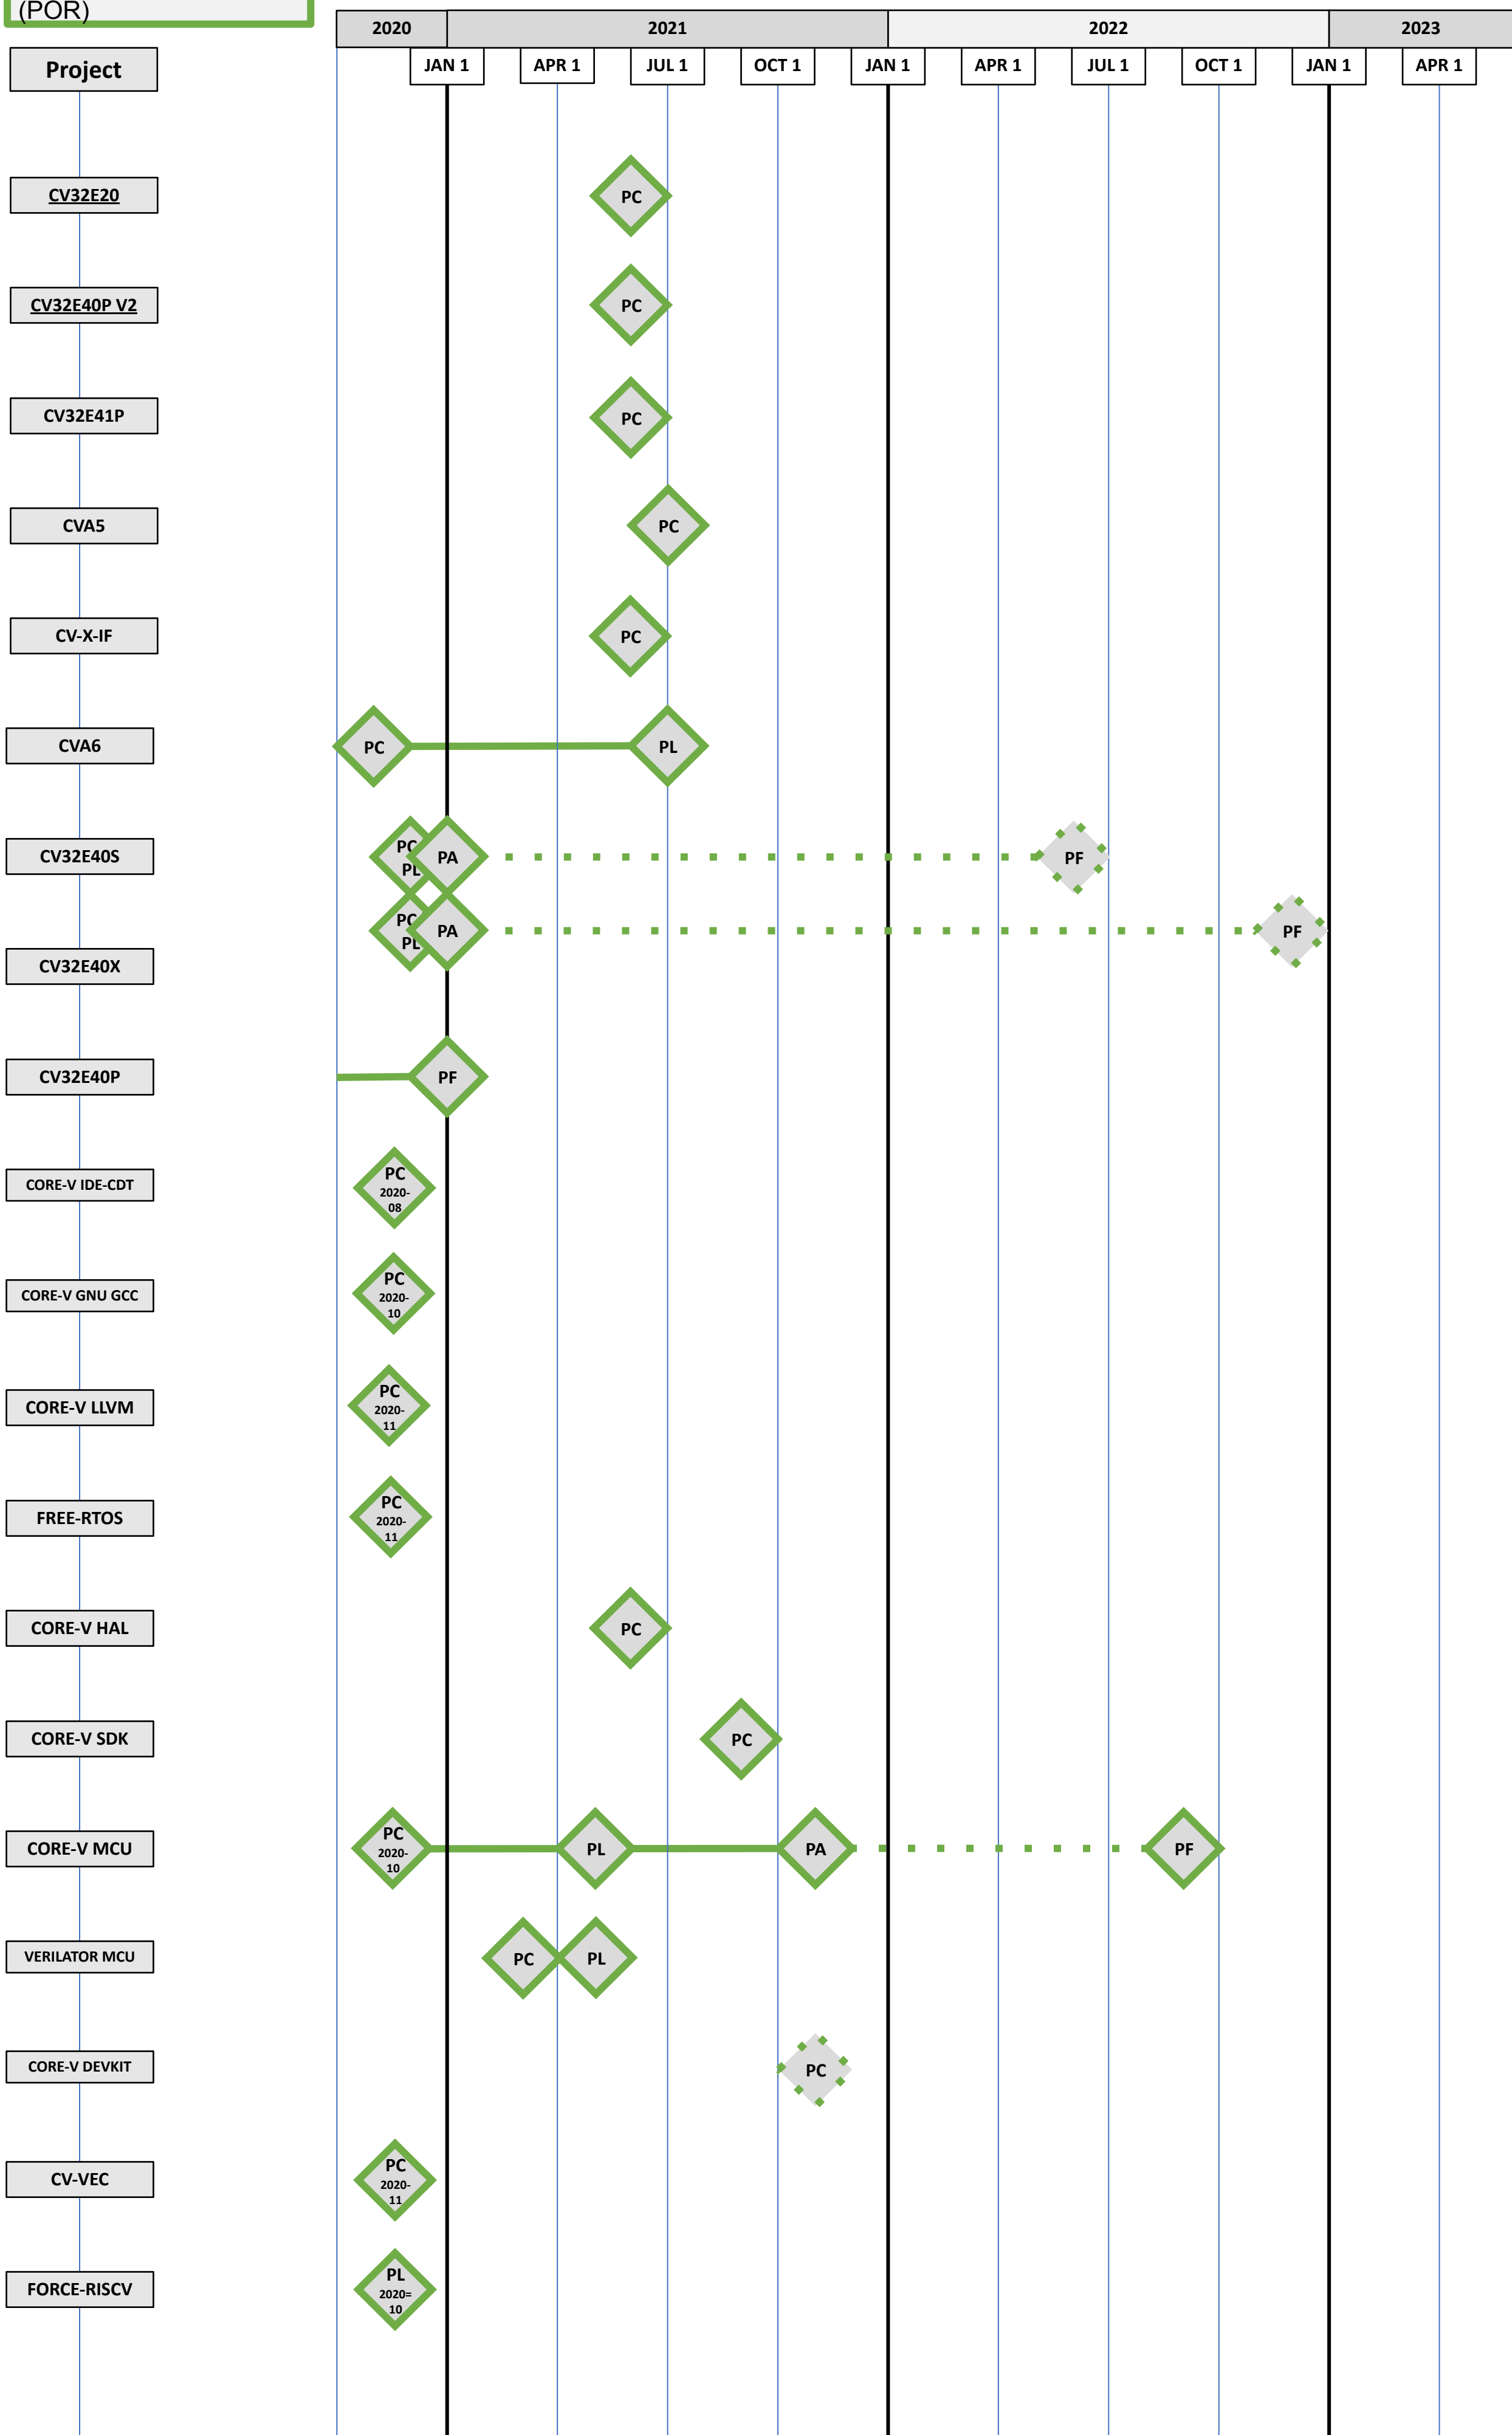 (POR)
2020 2021 2022 2023
Project
JAN 1 APR 1 JUL 1 OCT 1 JAN 1 APR 1 JUL 1 OCT 1 JAN 1 APR 1
CV32E20
PC
CV32E40P V2
PC
CV32E41P
PC
CVA5
PC
CV-X-IF
PC
CVA6
PC PL
CV32E40S
PC
PL
PA
PF
CV32E40X
PC
PL
PA
PF
CV32E40P
PF
CORE-V IDE-CDT
PC
2020-
08
CORE-V GNU GCC
PC
2020-
10
CORE-V LLVM
PC
2020-
11
FREE-RTOS
PC
2020-
11
CORE-V HAL
PC
CORE-V SDK
PC
CORE-V MCU
PC
2020-
10
PL
PA
PF
VERILATOR MCU
PC PL
CORE-V DEVKIT
PC
CV-VEC
PC
2020-
11
FORCE-RISCV
PL
2020=
10